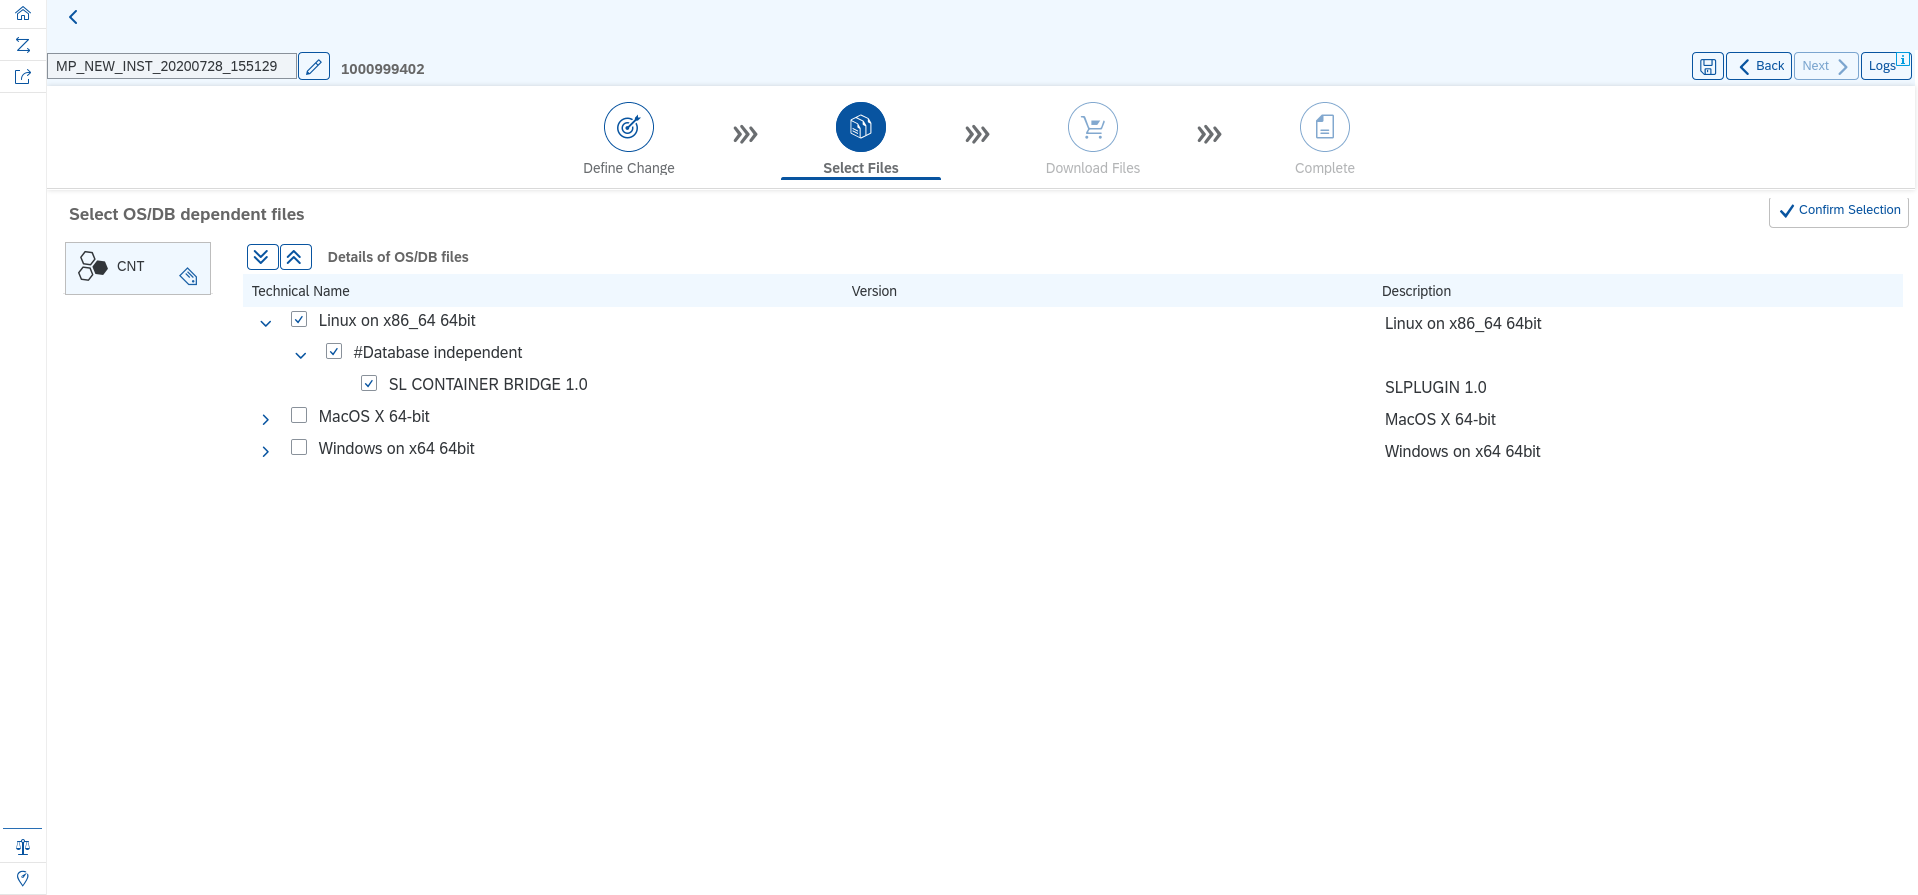 MP_NEW_INST_20200728_155129
1000999402
Back
Next
Logs
i
Define Change
Select Files
Download Files
Complete
Select OS/DB dependent files
Confirm Selection
CNT
Details of OS/DB files
Technical Name Version Description
Linux on x86_64 64bit Linux on x86_64 64bit
#Database independent
SL CONTAINER BRIDGE 1.0 SLPLUGIN 1.0
MacOS X 64-bit MacOS X 64-bit
Windows on x64 64bit Windows on x64 64bit